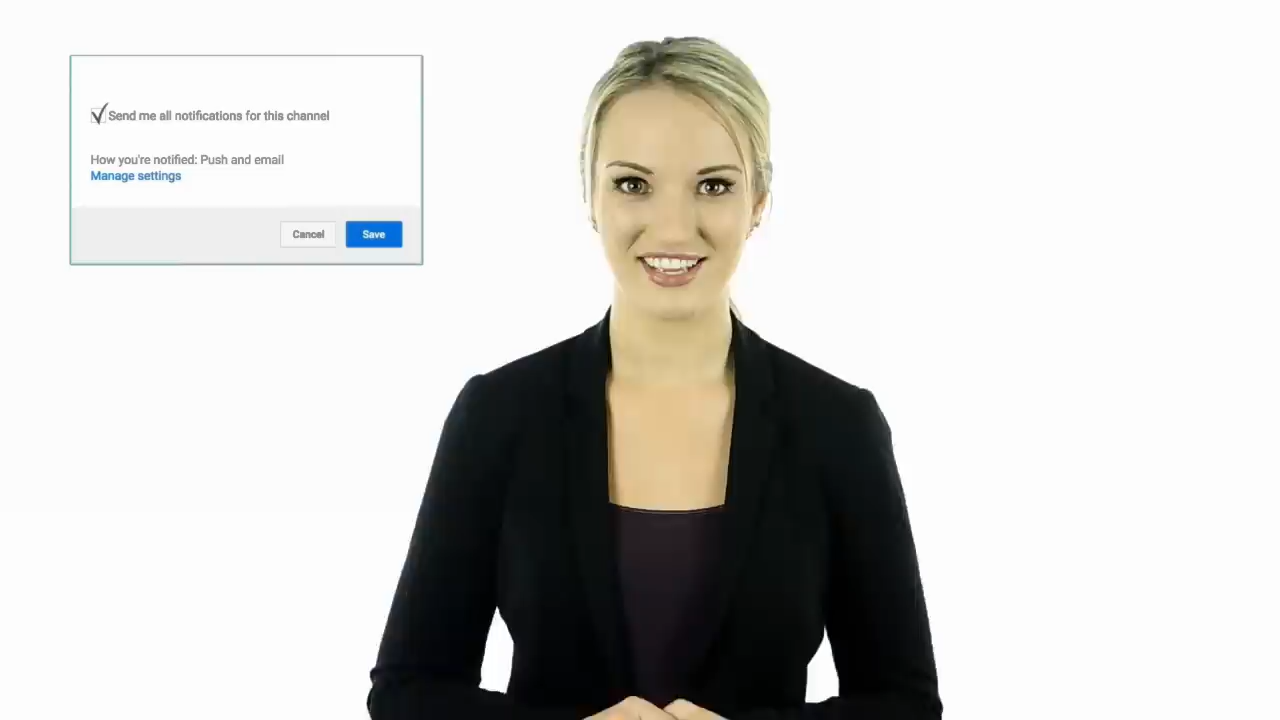 Send me all notifications for this channel
How you're notified: Push and email
Manage settings
Cancel Save